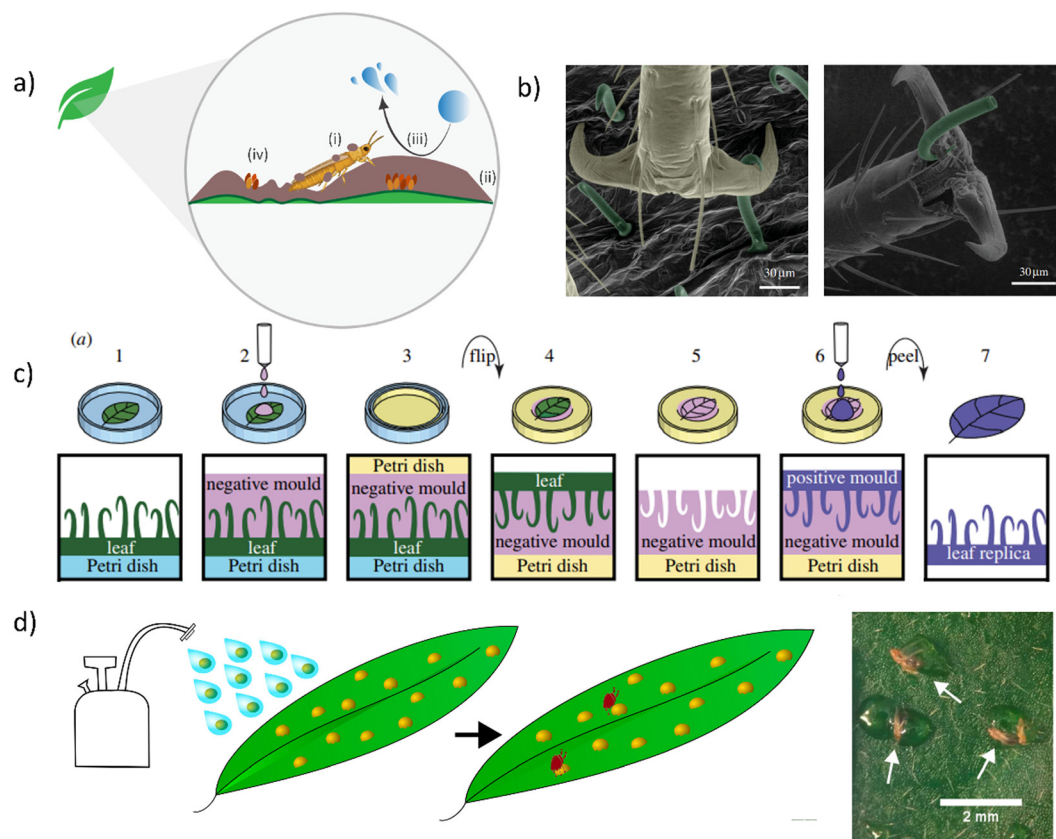 a)
(i)
(iii)
(iv)
(ii)
b)
30 µm
30 µm
(a)
c)
1
2
3
flip
4
5
6
peel
7
leaf
Petri dish
negative mould
leaf
Petri dish
Petri dish
negative mould
leaf
Petri dish
leaf
negative mould
Petri dish
negative mould
Petri dish
positive mould
negative mould
Petri dish
leaf replica
d)
2 mm